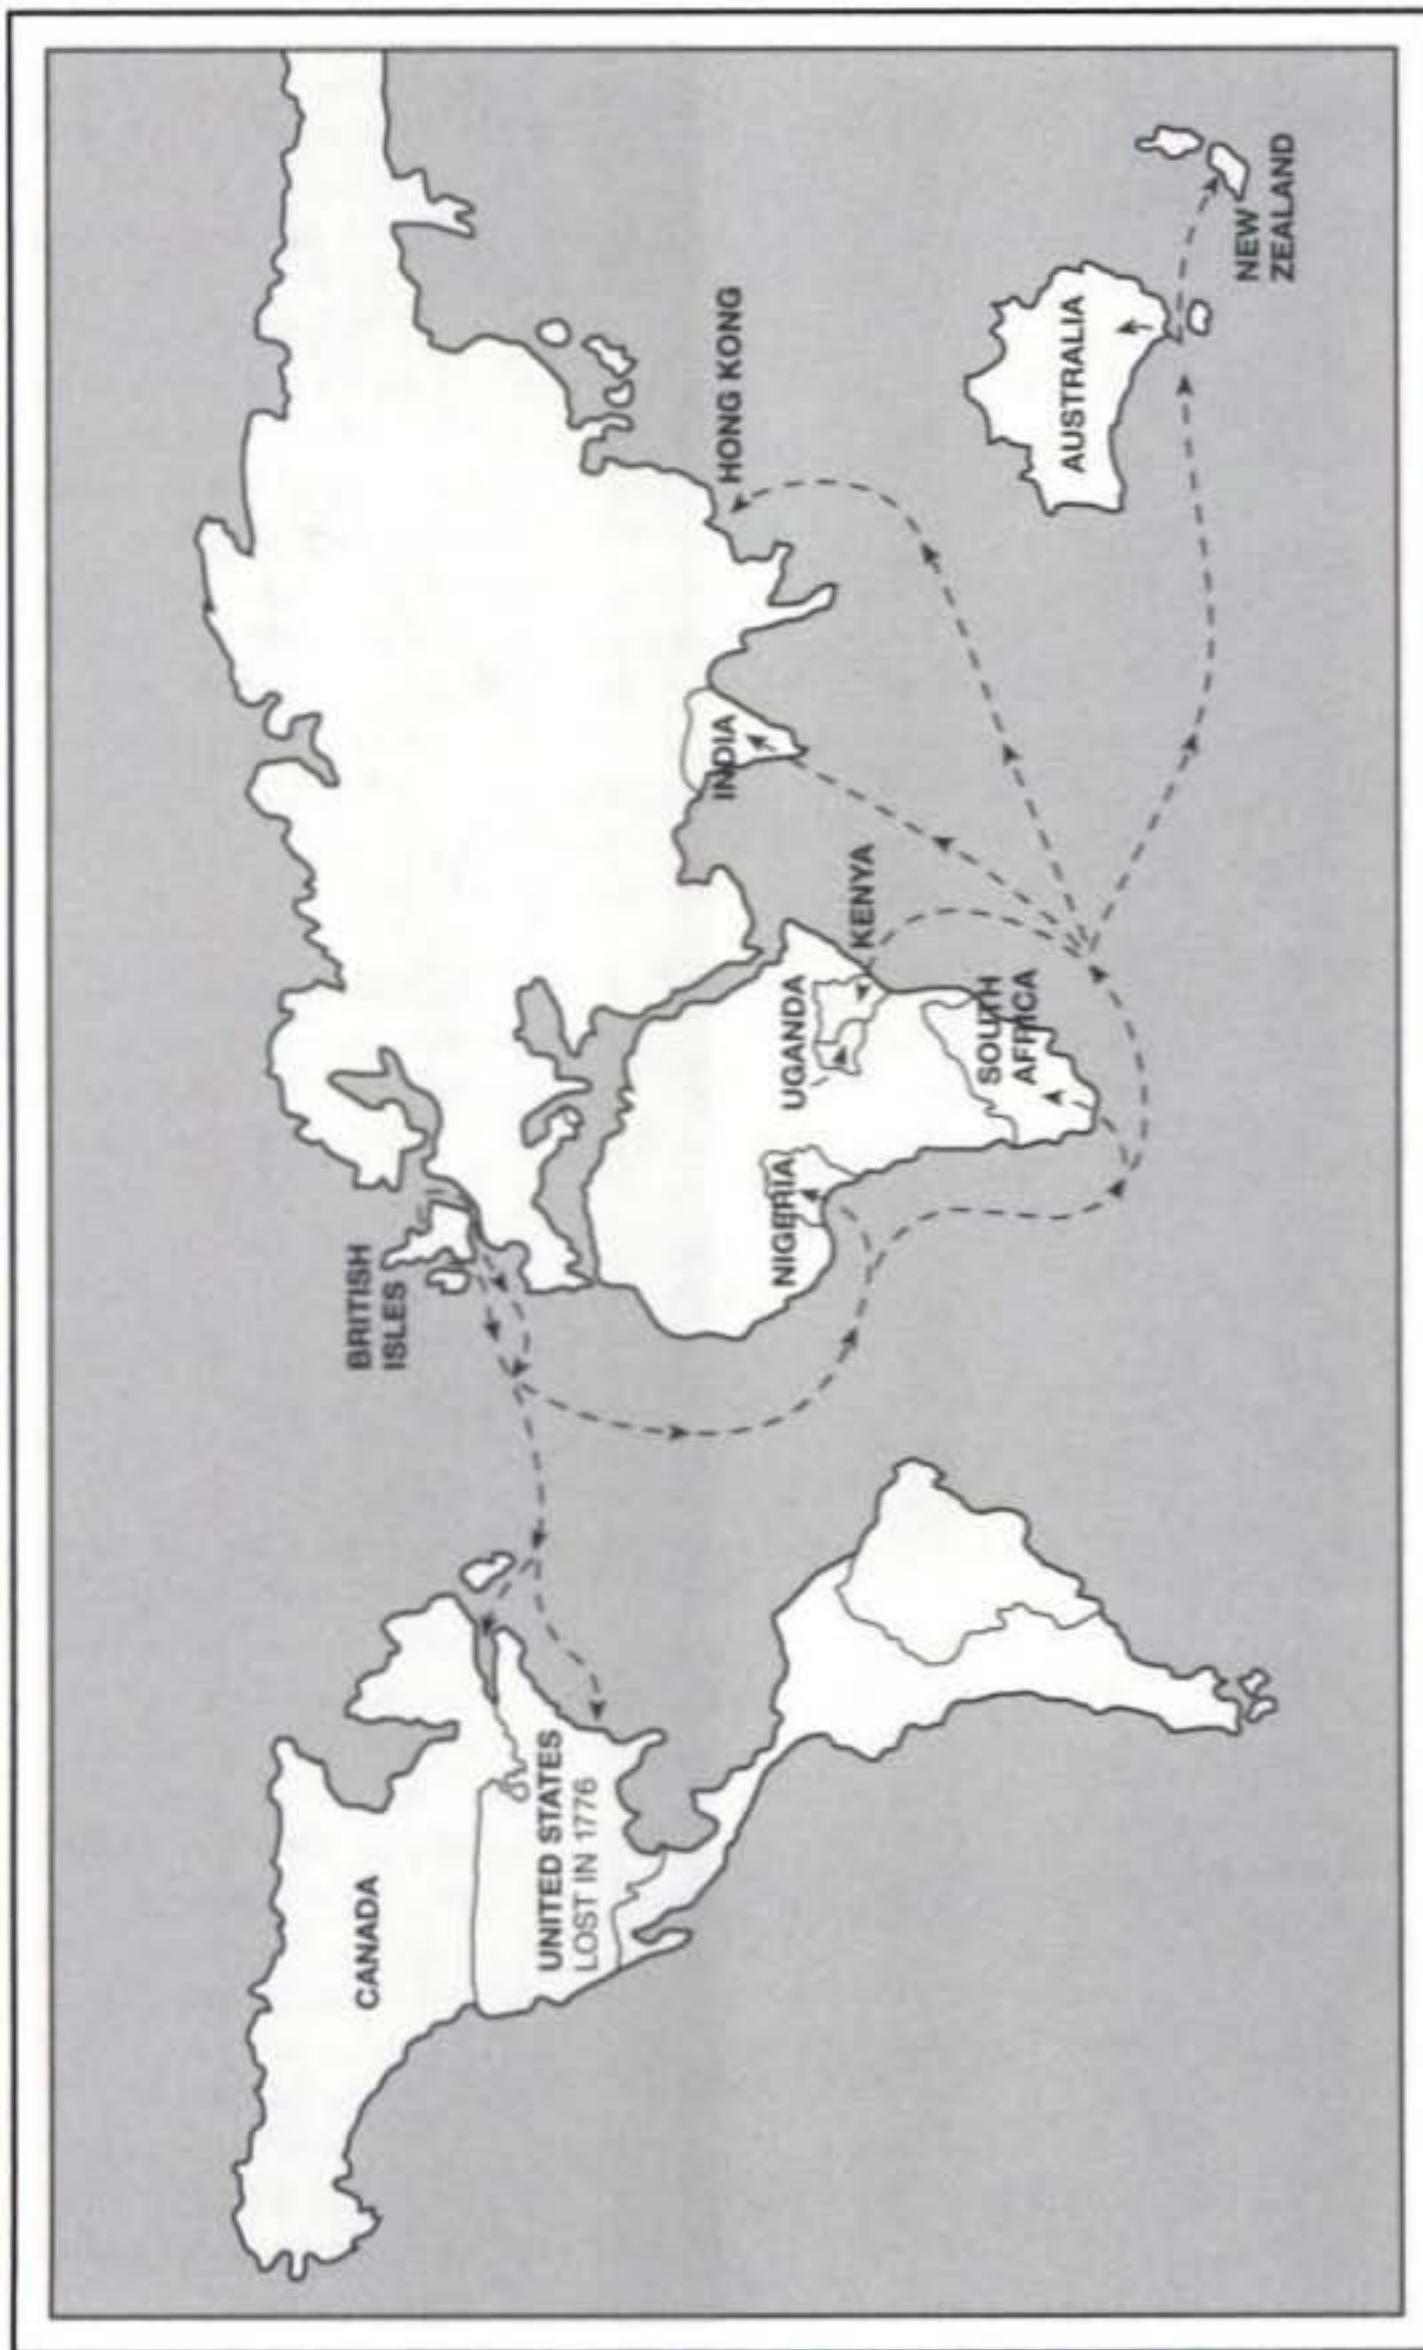 BRITISH
ISLES
CANADA
UNITED STATES
LOST IN 1776
NIGERIA
UGANDA
KENYA
SOUTH
AFRICA
INDIA
HONG KONG
AUSTRALIA
NEW
ZEALAND